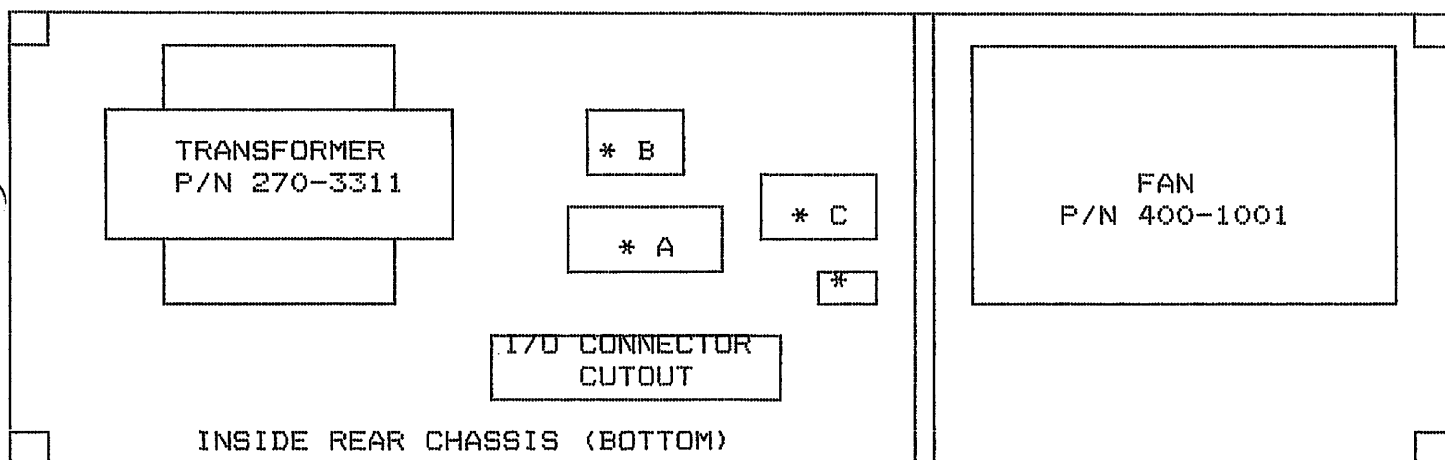 TRANSFORMER
P/N 270-3311
* B
* C
* A
*
FAN
P/N 400-1001
I/O CONNECTOR
CUTOUT
INSIDE REAR CHASSIS (BOTTOM)